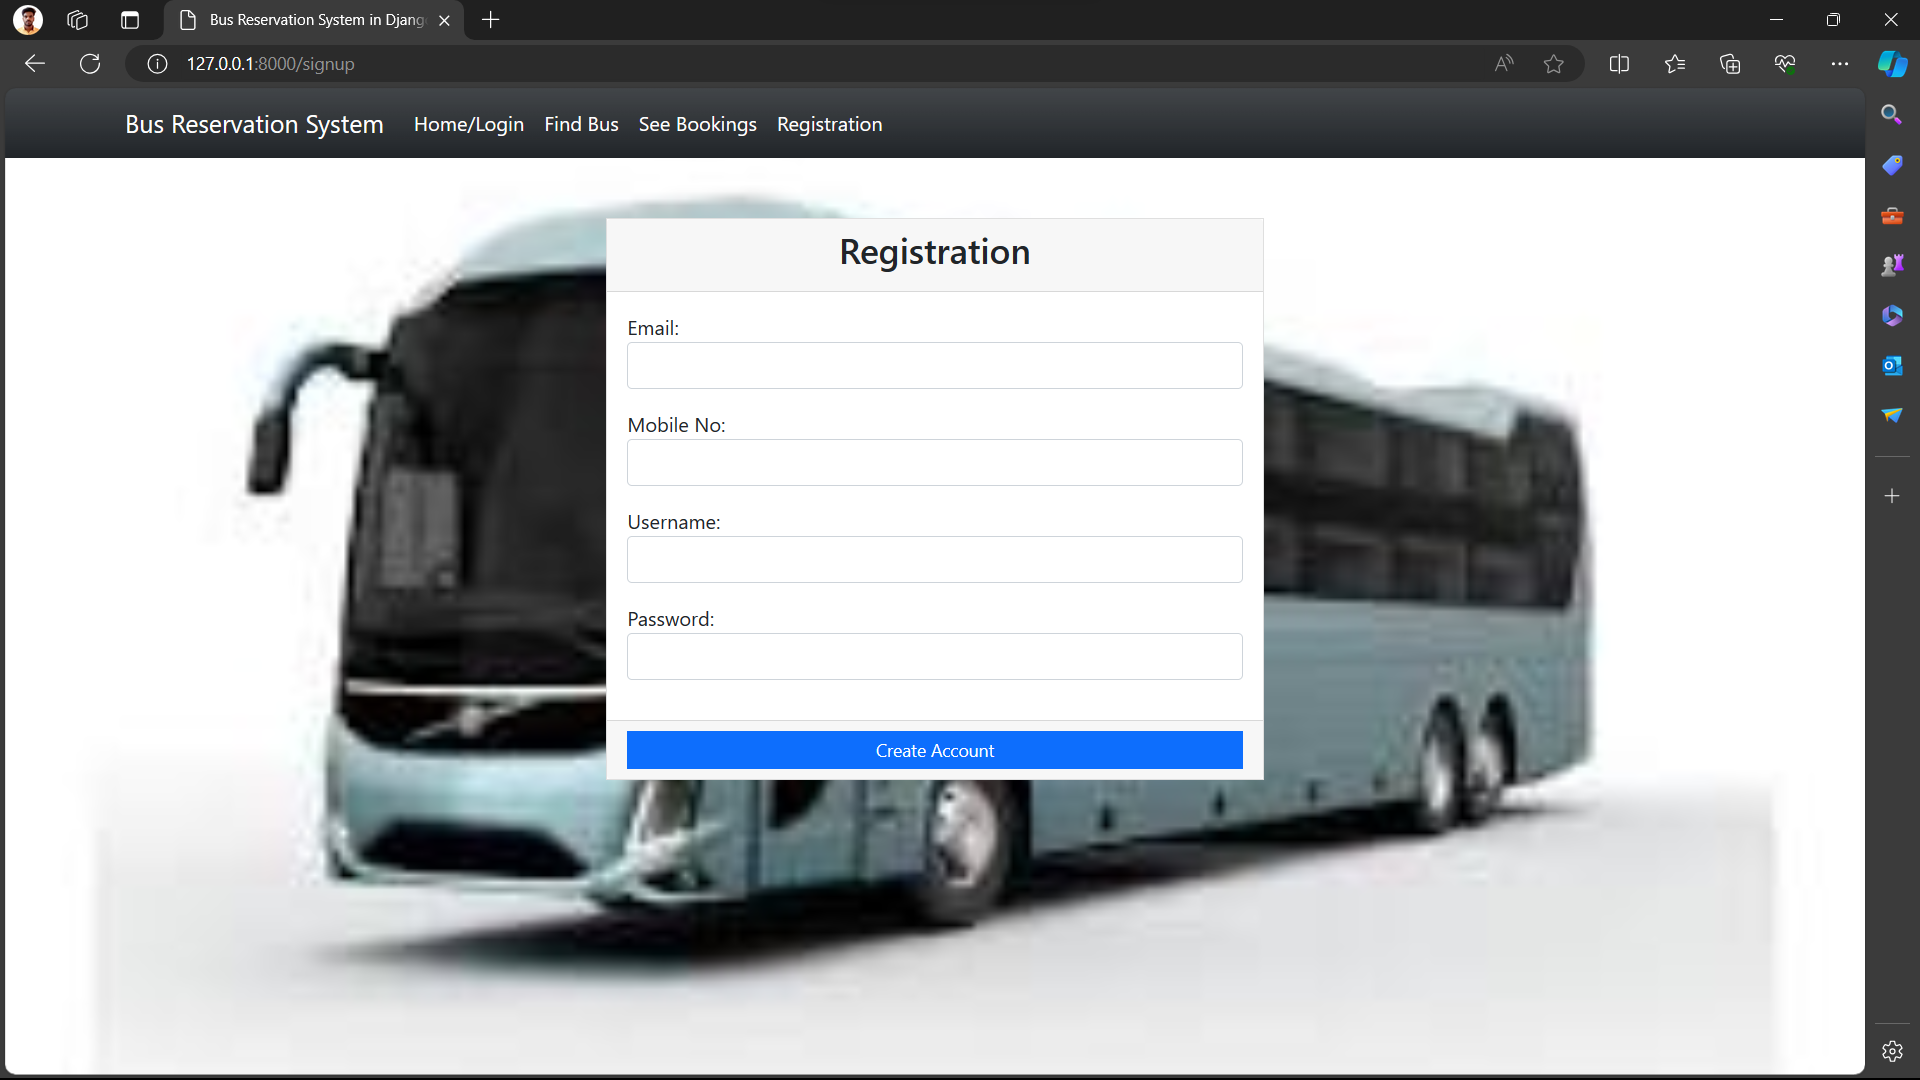 Bus Reservation System in Djang
127.0.0.1:8000/signup
Bus Reservation System Home/Login Find Bus See Bookings Registration
Registration
Email:
Mobile No:
Username:
Password:
Create Account